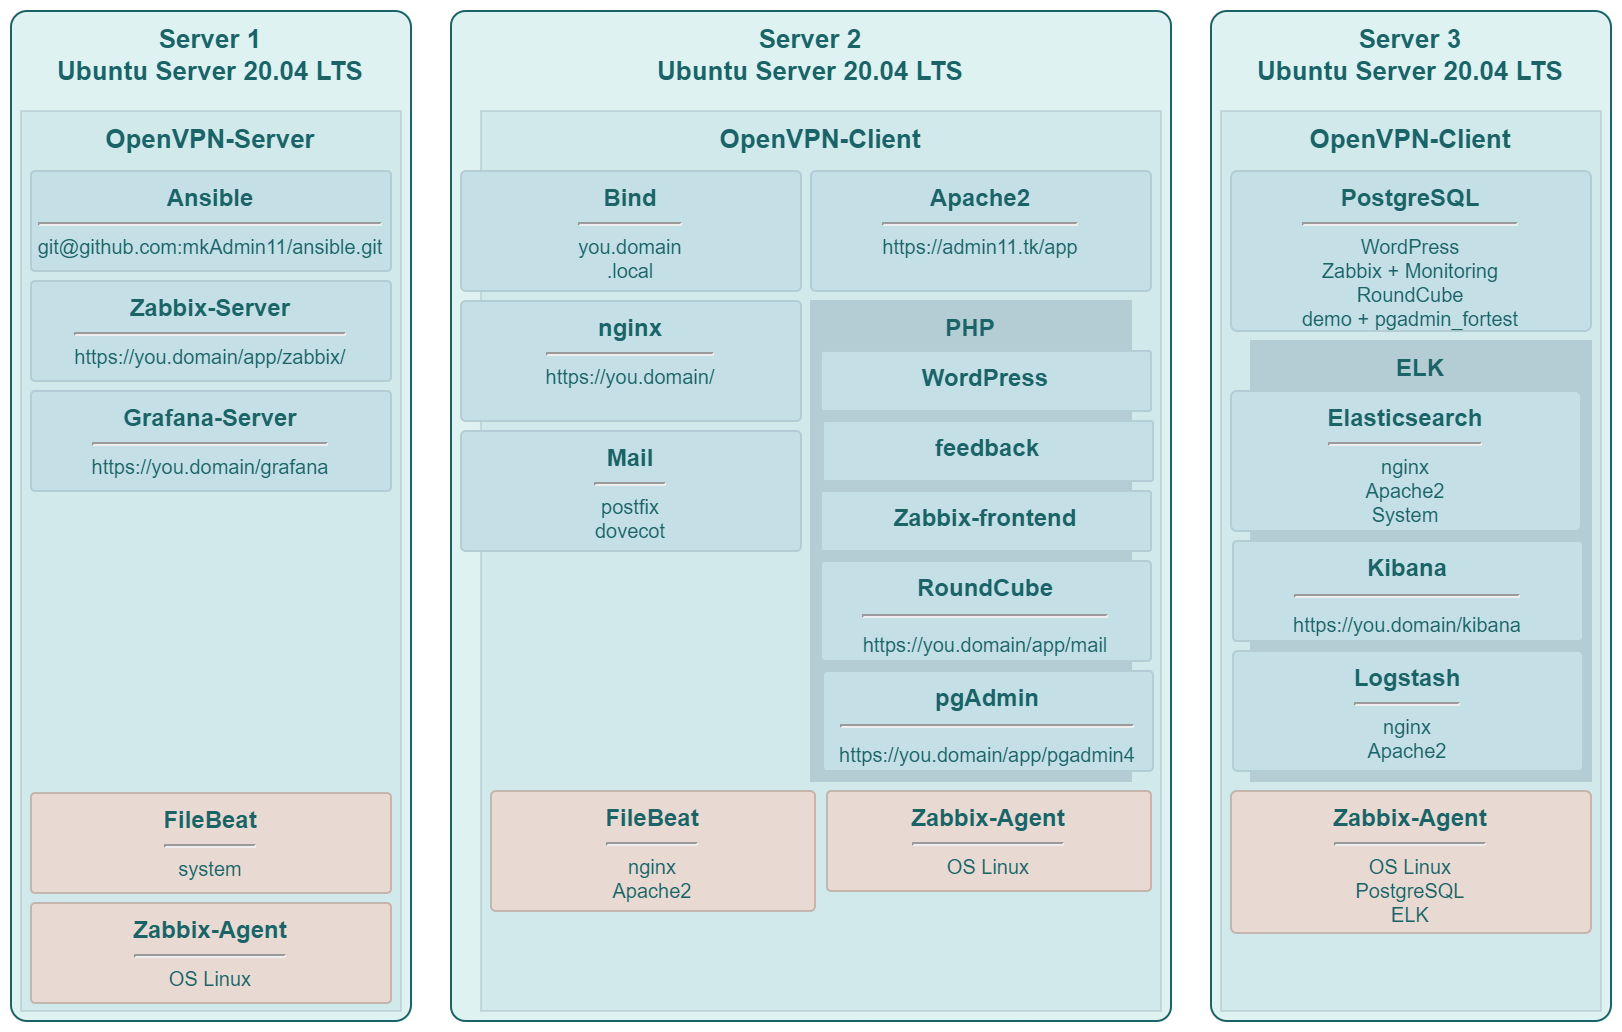 Server 1
Ubuntu Server 20.04 LTS
OpenVPN-Server
Ansible
git@github.com:mkAdmin11/ansible.git
Zabbix-Server
https://you.domain/app/zabbix/
Grafana-Server
https://you.domain/grafana
FileBeat
system
Zabbix-Agent
OS Linux
Server 2
Ubuntu Server 20.04 LTS
OpenVPN-Client
Bind
you.domain
.local
nginx
https://you.domain/
Mail
postfix
dovecot
Apache2
https://admin11.tk/app
PHP
WordPress
feedback
Zabbix-frontend
RoundCube
https://you.domain/app/mail
pgAdmin
https://you.domain/app/pgadmin4
FileBeat
nginx
Apache2
Zabbix-Agent
OS Linux
Server 3
Ubuntu Server 20.04 LTS
OpenVPN-Client
PostgreSQL
WordPress
Zabbix + Monitoring
RoundCube
demo + pgadmin_fortest
ELK
Elasticsearch
nginx
Apache2
System
Kibana
https://you.domain/kibana
Logstash
nginx
Apache2
Zabbix-Agent
OS Linux
PostgreSQL
ELK